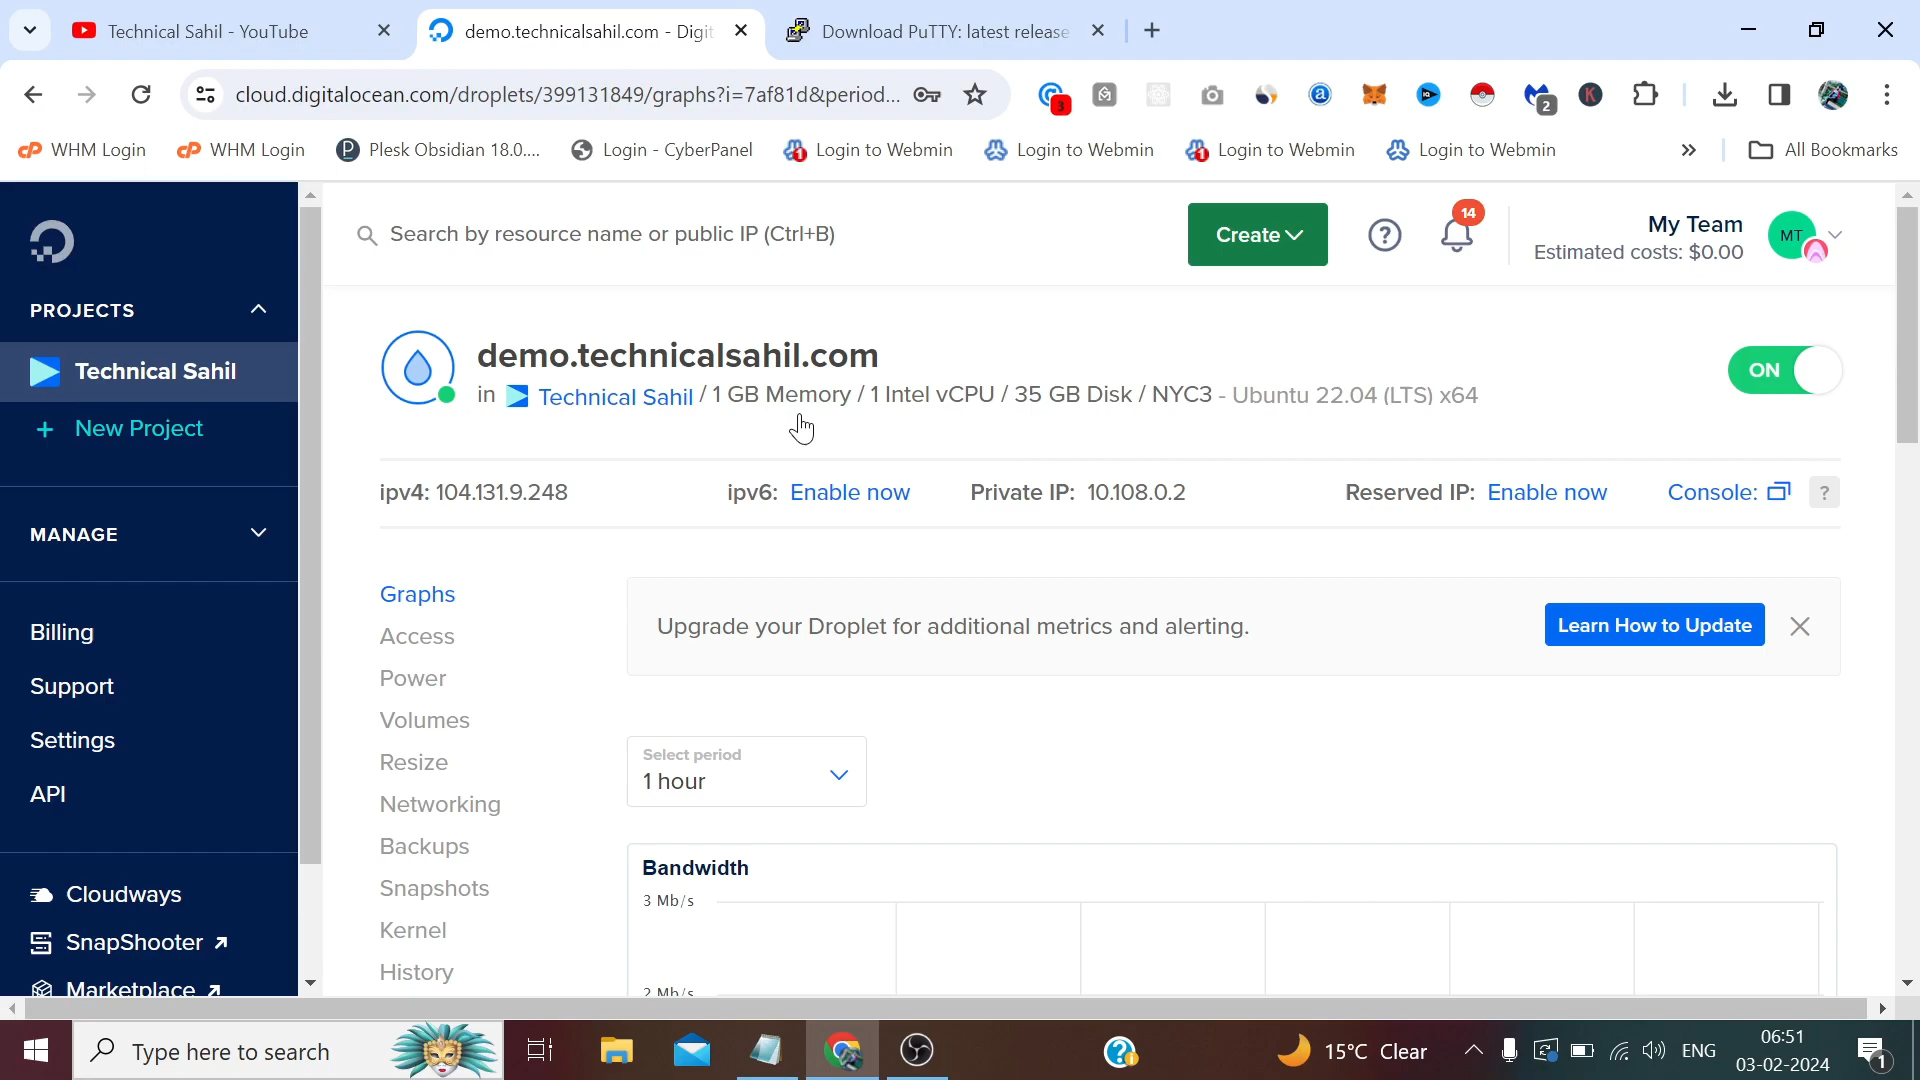 Technical Sahil - YouTube
demo.technicalsahil.com - Digit
Download PuTTY: latest release
cloud.digitalocean.com/droplets/399131849/graphs?i=7af81d&period...
3
2
WHM Login
WHM Login
Plesk Obsidian 18.0....
Login - CyberPanel
Login to Webmin
Login to Webmin
Login to Webmin
Login to Webmin
All Bookmarks
Search by resource name or public IP (Ctrl+B)
Create
?
14
My Team
Estimated costs: $0.00
MT
PROJECTS
Technical Sahil
+ New Project
MANAGE
Billing
Support
Settings
API
Cloudways
SnapShooter
Marketplace
demo.technicalsahil.com
in Technical Sahil / 1 GB Memory / 1 Intel vCPU / 35 GB Disk / NYC3 - Ubuntu 22.04 (LTS) x64
ON
ipv4: 104.131.9.248
ipv6: Enable now
Private IP: 10.108.0.2
Reserved IP: Enable now
Console:
?
Graphs
Access
Power
Volumes
Resize
Networking
Backups
Snapshots
Kernel
History
Upgrade your Droplet for additional metrics and alerting.
Learn How to Update
Select period
1 hour
Bandwidth
3 Mb/s
2 Mb/s
Type here to search
15°C Clear
ENG
06:51
03-02-2024
1